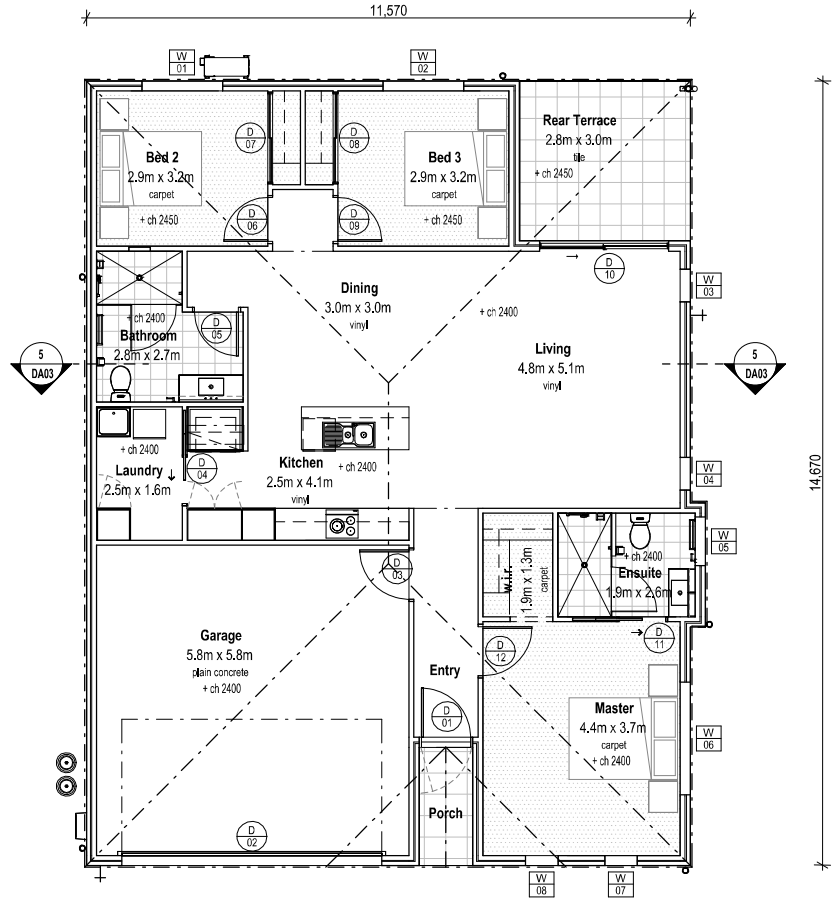 11,570
W
01
W
02
D
07
D
08
Bed 2
2.9m x 3.2m
carpet
+ ch 2450
D
06
Bed 3
2.9m x 3.2m
carpet
+ ch 2450
D
09
Rear Terrace
2.8m x 3.0m
tile
+ ch 2450
D
10
W
03
Dining
3.0m x 3.0m
vinyl
+ ch 2400
+ ch 2400
Bathroom
2.8m x 2.7m
D
05
Living
4.8m x 5.1m
vinyl
5
DA03
5
DA03
14,670
+ ch 2400
Laundry
2.5m x 1.6m
D
04
Kitchen
2.5m x 4.1m
vinyl
+ ch 2400
W
04
W
05
D
03
w.i.r.
1.9m x 1.3m
carpet
+ ch 2400
Ensuite
1.9m x 2.6m
D
11
D
12
Garage
5.8m x 5.8m
plain concrete
+ ch 2400
Entry
D
01
Master
4.4m x 3.7m
carpet
+ ch 2400
W
06
Porch
D
02
W
08
W
07